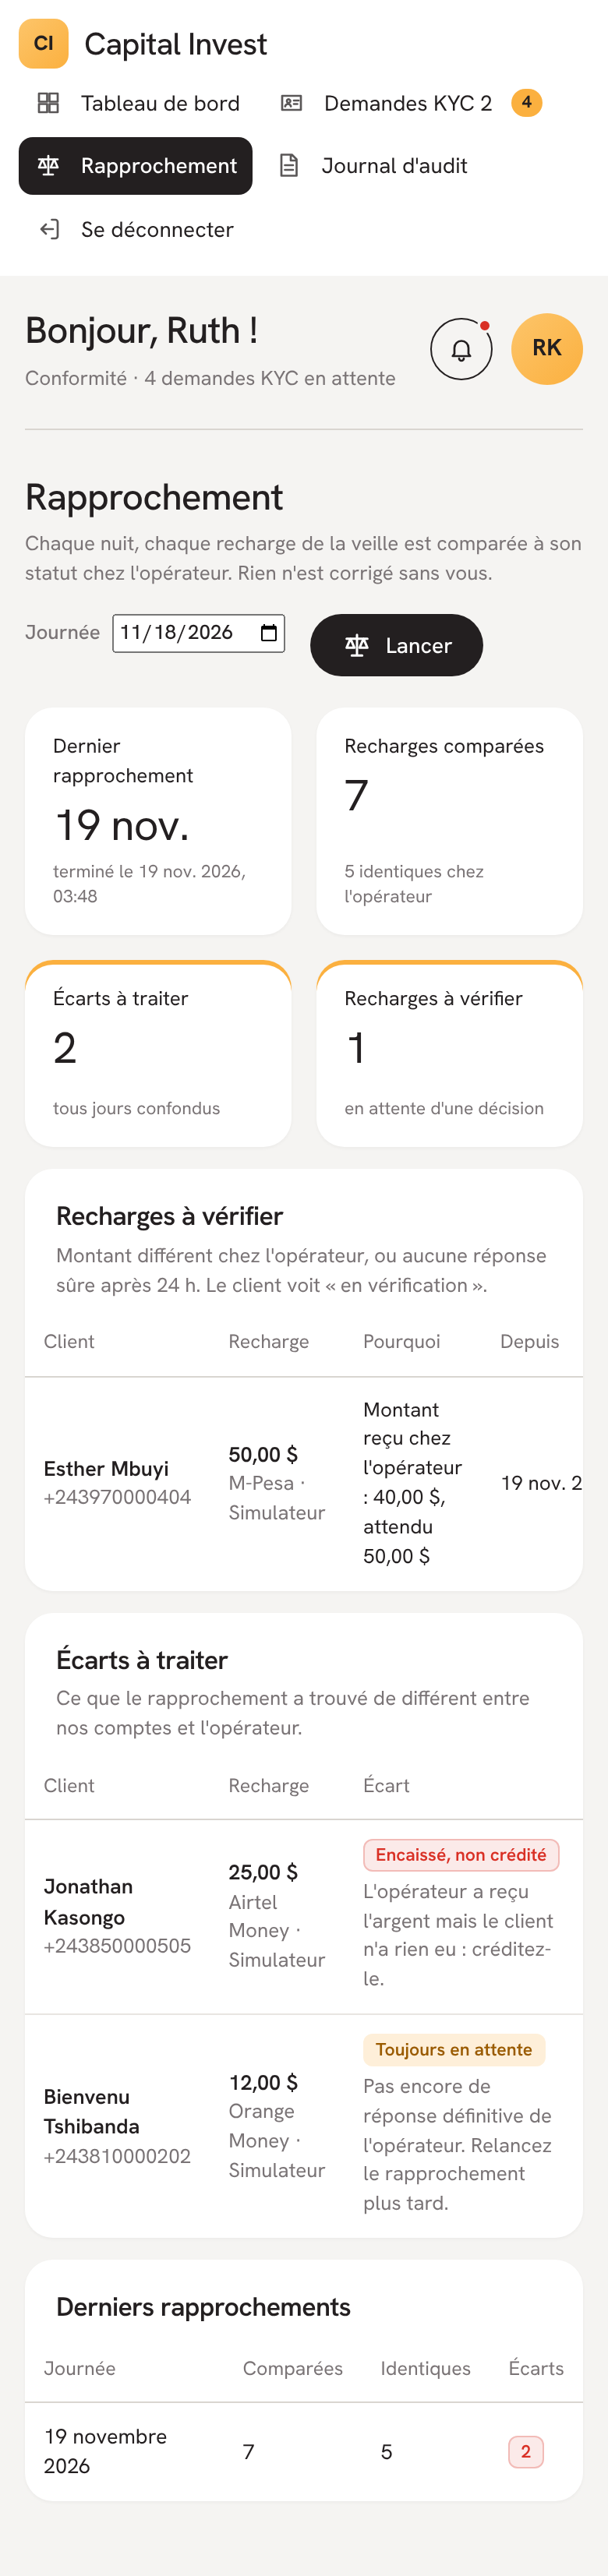 CI
Capital Invest
Tableau de bord
Demandes KYC 2
4
Rapprochement
Journal d'audit
Se déconnecter
Bonjour, Ruth !
Conformité · 4 demandes KYC en attente
RK
Rapprochement
Chaque nuit, chaque recharge de la veille est comparée à son
statut chez l'opérateur. Rien n'est corrigé sans vous.
Journée
11/18/2026
Lancer
Dernier
rapprochement
19 nov.
terminé le 19 nov. 2026,
03:48
Recharges comparées
7
5 identiques chez
l'opérateur
Écarts à traiter
2
tous jours confondus
Recharges à vérifier
1
en attente d'une décision
Recharges à vérifier
Montant différent chez l'opérateur, ou aucune réponse
sûre après 24 h. Le client voit « en vérification ».
Client
Recharge
Pourquoi
Depuis
Esther Mbuyi
+243970000404
50,00 $
M-Pesa ·
Simulateur
Montant
reçu chez
l'opérateur
: 40,00 $,
attendu
50,00 $
19 nov. 2
Écarts à traiter
Ce que le rapprochement a trouvé de différent entre
nos comptes et l'opérateur.
Client
Recharge
Écart
Jonathan
Kasongo
+243850000505
25,00 $
Airtel
Money ·
Simulateur
Encaissé, non crédité
L'opérateur a reçu
l'argent mais le client
n'a rien eu : créditez-
le.
Bienvenu
Tshibanda
+243810000202
12,00 $
Orange
Money ·
Simulateur
Toujours en attente
Pas encore de
réponse définitive de
l'opérateur. Relancez
le rapprochement
plus tard.
Derniers rapprochements
Journée
Comparées
Identiques
Écarts
19 novembre
2026
7
5
2